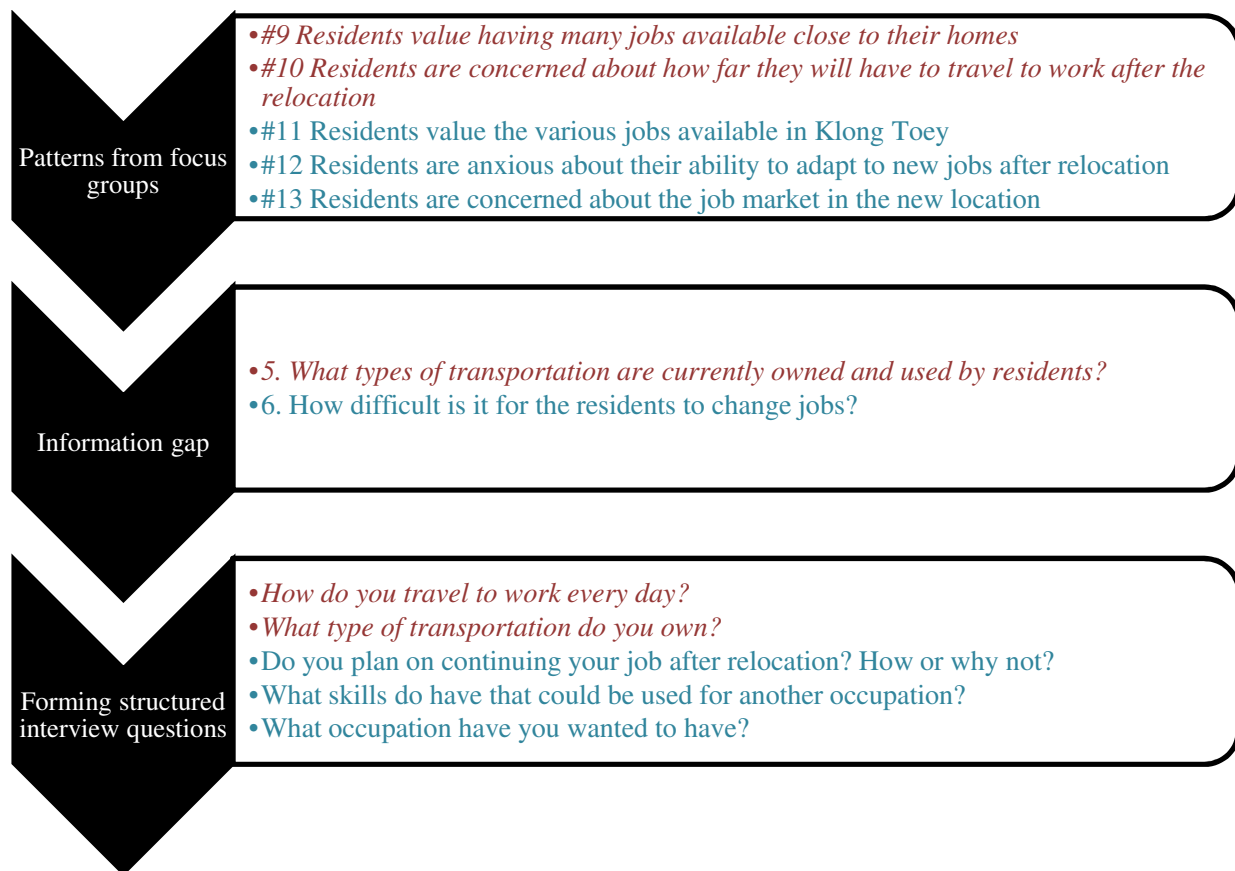 Patterns from focus
groups
•#9 Residents value having many jobs available close to their homes
•#10 Residents are concerned about how far they will have to travel to work after the
relocation
•#11 Residents value the various jobs available in Klong Toey
•#12 Residents are anxious about their ability to adapt to new jobs after relocation
•#13 Residents are concerned about the job market in the new location
Information gap
•5. What types of transportation are currently owned and used by residents?
•6. How difficult is it for the residents to change jobs?
Forming structured
interview questions
•How do you travel to work every day?
•What type of transportation do you own?
•Do you plan on continuing your job after relocation? How or why not?
•What skills do have that could be used for another occupation?
•What occupation have you wanted to have?